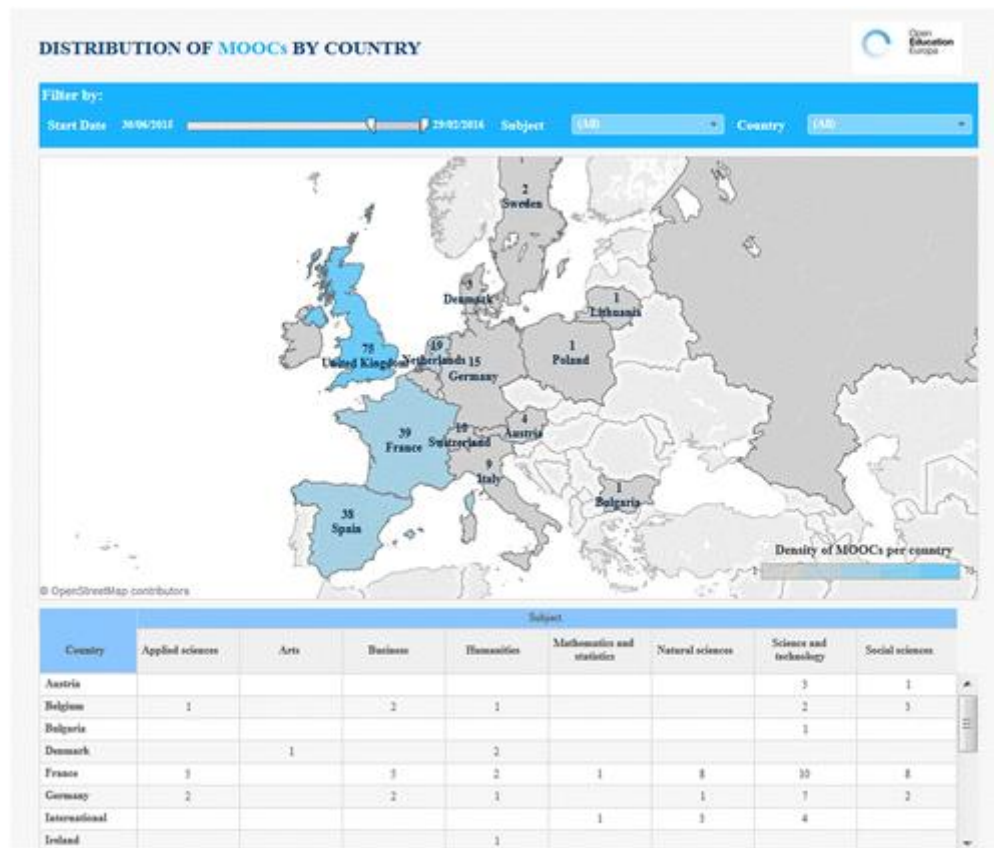 DISTRIBUTION OF MOOCs BY COUNTRY
Open
Education
Europa
Filter by:
Start Date 29/02/2016 Subject (All) Country (All)
2
Sweden
Denmark
1
Lithuania
19
Netherlands
United Kingdom
15
Germany
1
Poland
39
France
10
Switzerland
4
Austria
9
Italy
1
Bulgaria
38
Spain
Density of MOOCs per country
© OpenStreetMap contributors
Subject
Country Applied sciences Arts Business Humanities Mathematics and statistics Natural sciences Science and technology Social sciences
Austria 3 1
Belgium 1 2 1 2 3
Bulgaria 1
Denmark 1 2
France 2 1 8 10 8
Germany 2 2 1 1 7 2
International 1 3 4
Ireland 1